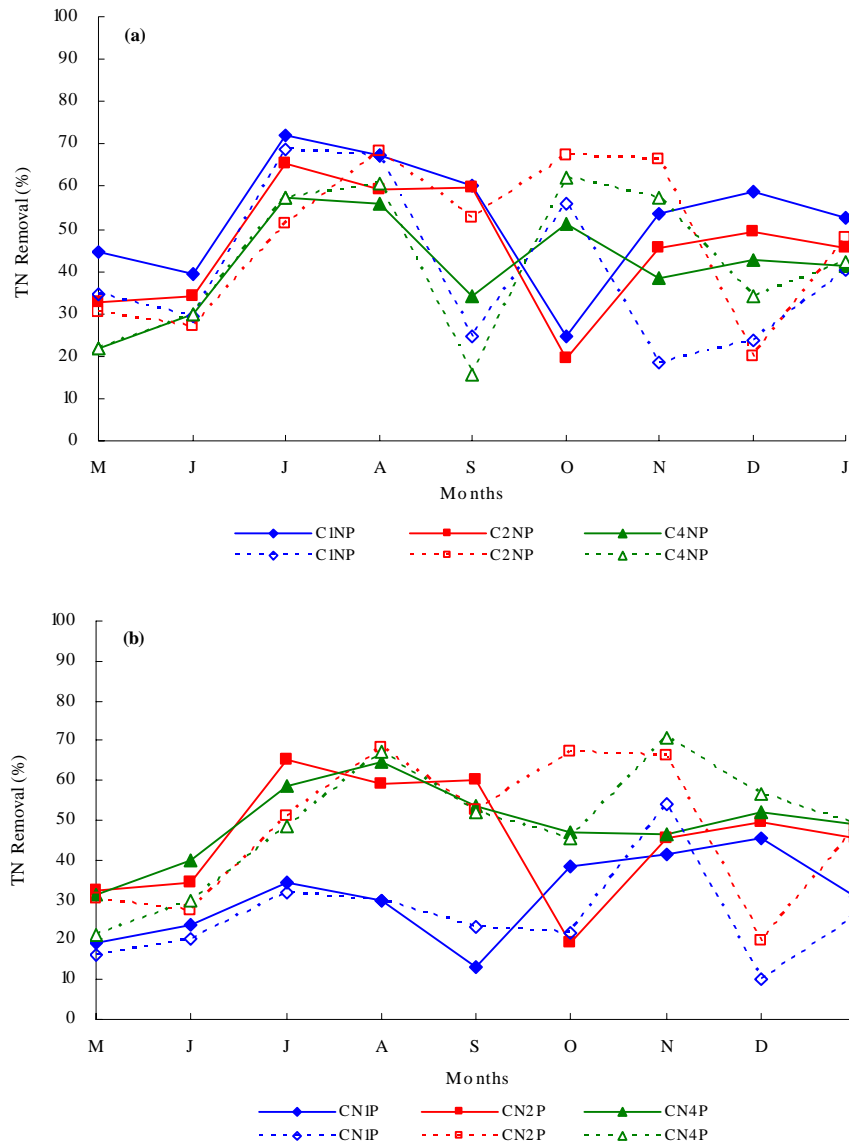 (a)
100
90
80
70
60
50
40
30
20
10
0
TN Removal (%)
M J J A S O N D J
Months
C1NP C2NP C4NP
C1NP C2NP C4NP
(b)
100
90
80
70
60
50
40
30
20
10
0
TN Removal (%)
M J J A S O N D
Months
CN1P CN2P CN4P
CN1P CN2P CN4P